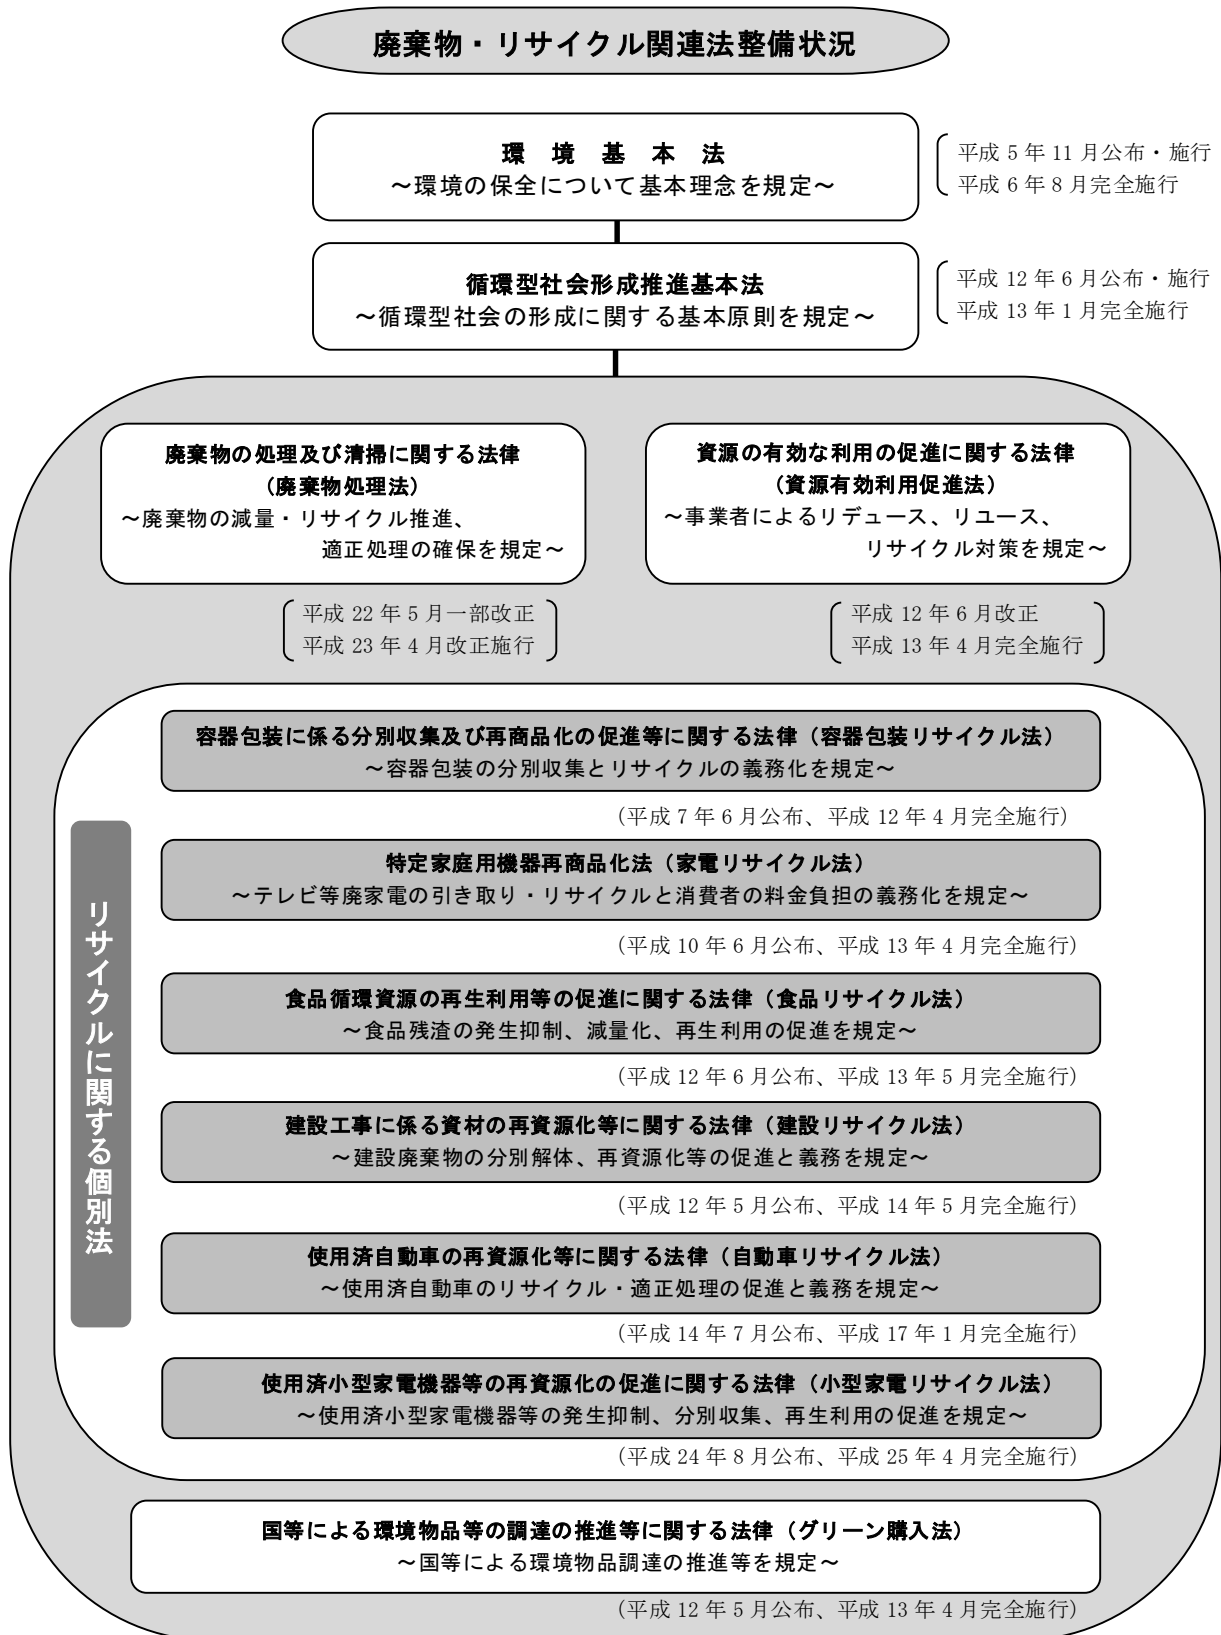 廃棄物・リサイクル関連法整備状況
環 境 基 本 法
～環境の保全について基本理念を規定～
平成 5 年 11 月公布・施行
平成 6 年 8 月完全施行
循環型社会形成推進基本法
～循環型社会の形成に関する基本原則を規定～
平成 12 年 6 月公布・施行
平成 13 年 1 月完全施行
廃棄物の処理及び清掃に関する法律
（廃棄物処理法）
～廃棄物の減量・リサイクル推進、
適正処理の確保を規定～
平成 22 年 5 月一部改正
平成 23 年 4 月改正施行
資源の有効な利用の促進に関する法律
（資源有効利用促進法）
～事業者によるリデュース、リユース、
リサイクル対策を規定～
平成 12 年 6 月改正
平成 13 年 4 月完全施行
リサイクルに関する個別法
容器包装に係る分別収集及び再商品化の促進等に関する法律（容器包装リサイクル法）
～容器包装の分別収集とリサイクルの義務化を規定～
（平成 7 年 6 月公布、平成 12 年 4 月完全施行）
特定家庭用機器再商品化法（家電リサイクル法）
～テレビ等廃家電の引き取り・リサイクルと消費者の料金負担の義務化を規定～
（平成 10 年 6 月公布、平成 13 年 4 月完全施行）
食品循環資源の再生利用等の促進に関する法律（食品リサイクル法）
～食品残渣の発生抑制、減量化、再生利用の促進を規定～
（平成 12 年 6 月公布、平成 13 年 5 月完全施行）
建設工事に係る資材の再資源化等に関する法律（建設リサイクル法）
～建設廃棄物の分別解体、再資源化等の促進と義務を規定～
（平成 12 年 5 月公布、平成 14 年 5 月完全施行）
使用済自動車の再資源化等に関する法律（自動車リサイクル法）
～使用済自動車のリサイクル・適正処理の促進と義務を規定～
（平成 14 年 7 月公布、平成 17 年 1 月完全施行）
使用済小型家電機器等の再資源化の促進に関する法律（小型家電リサイクル法）
～使用済小型家電機器等の発生抑制、分別収集、再生利用の促進を規定～
（平成 24 年 8 月公布、平成 25 年 4 月完全施行）
国等による環境物品等の調達の推進等に関する法律（グリーン購入法）
～国等による環境物品調達の推進等を規定～
（平成 12 年 5 月公布、平成 13 年 4 月完全施行）